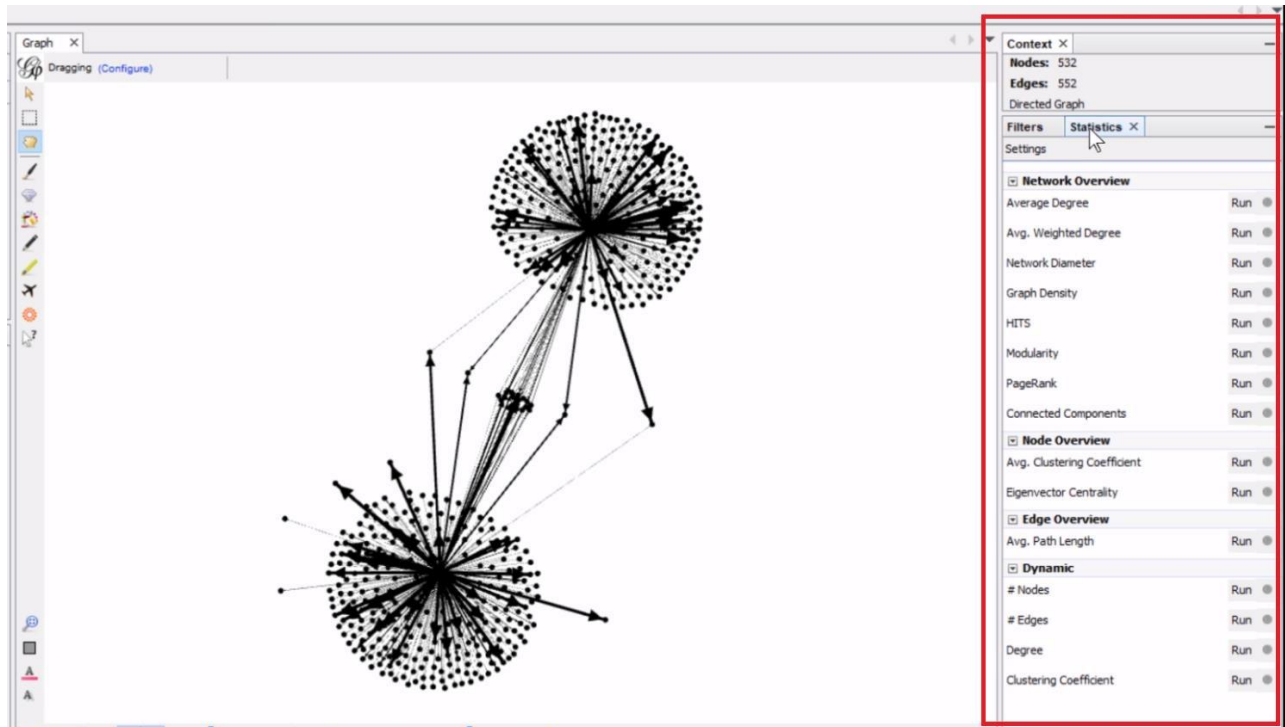 Graph
Dragging (Configure)
Context
Nodes: 532
Edges: 552
Directed Graph
Filters Statistics
Settings
Network Overview
Average Degree Run
Avg. Weighted Degree Run
Network Diameter Run
Graph Density Run
HITS Run
Modularity Run
PageRank Run
Connected Components Run
Node Overview
Avg. Clustering Coefficient Run
Eigenvector Centrality Run
Edge Overview
Avg. Path Length Run
Dynamic
# Nodes Run
# Edges Run
Degree Run
Clustering Coefficient Run
A
A